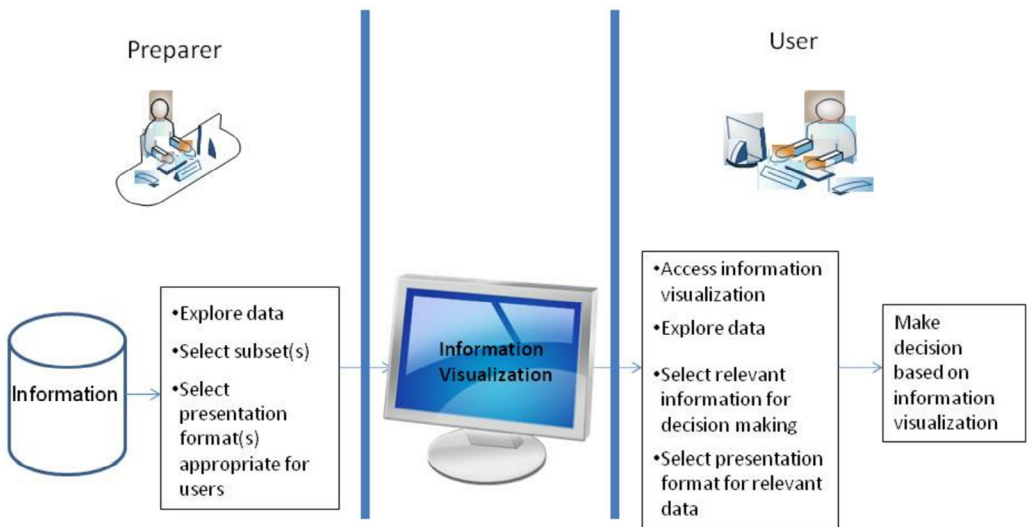 Preparer
User
Information
•Explore data
•Select subset(s)
•Select
presentation
format(s)
appropriate for
users
Information
Visualization
•Access information
visualization
•Explore data
•Select relevant
information for
decision making
•Select presentation
format for relevant
data
Make
decision
based on
information
visualization